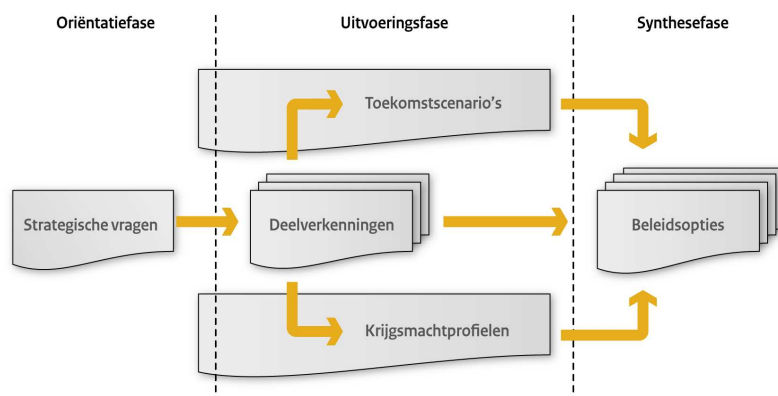 Oriëntatiefase
Uitvoeringsfase
Synthesefase
Toekomstscenario's
Strategische vragen
Deelverkenningen
Beleidsopties
Krijgsmachtprofielen